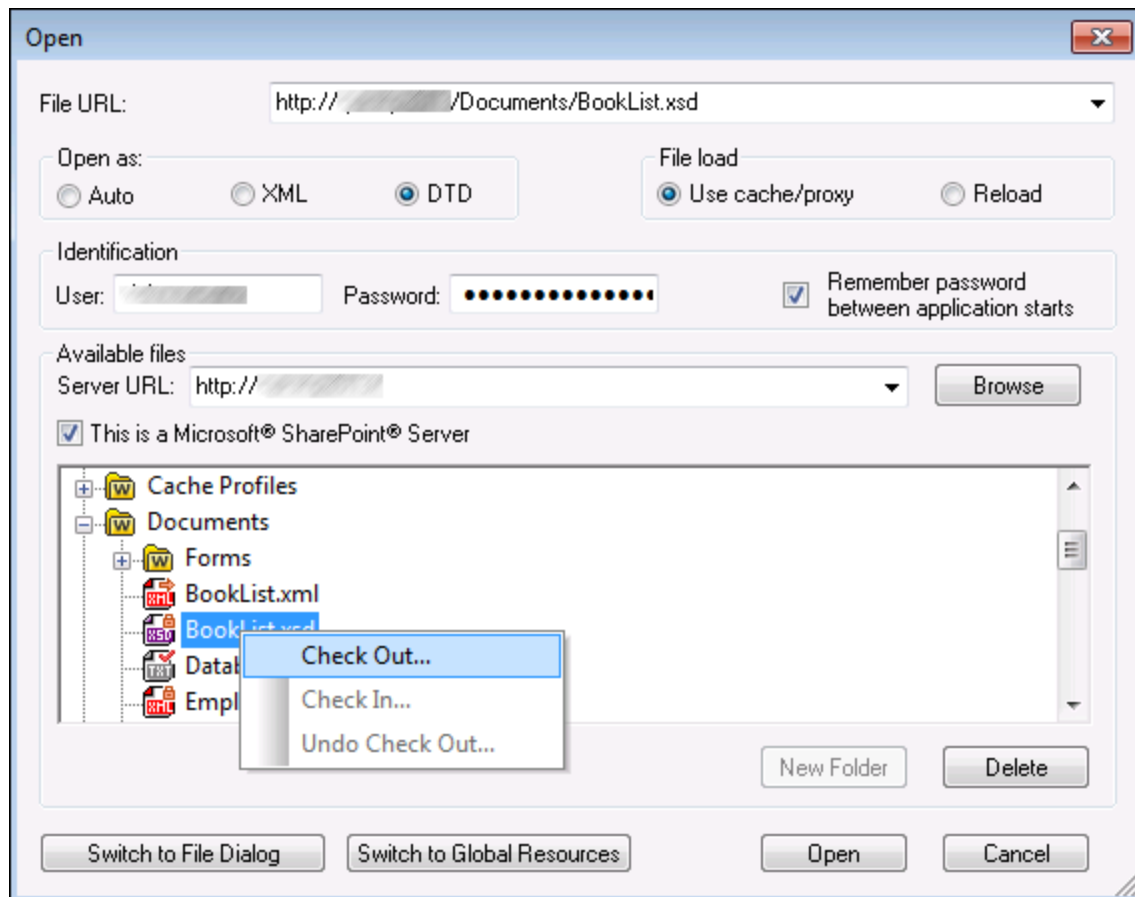 Open
File URL: http:// /Documents/BookList.xsd
Open as: File load
Auto XML DTD Use cache/proxy Reload
Identification
User: Password: Remember password
between application starts
Available files
Server URL: http:// Browse
This is a Microsoft® SharePoint® Server
Cache Profiles
Documents
Forms
BookList.xml
BookList.xsd
Check Out...
Check In...
Undo Check Out...
New Folder Delete
Switch to File Dialog Switch to Global Resources Open Cancel